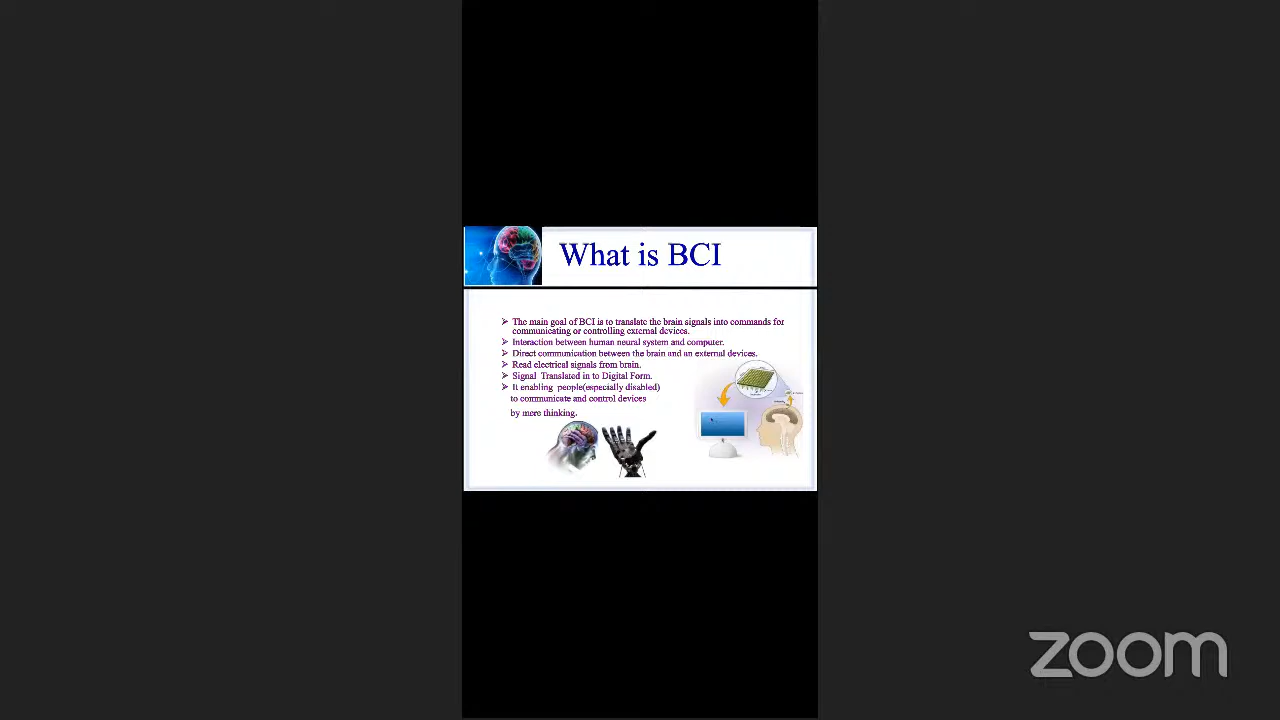 What is BCI
➢ The main goal of BCI is to translate the brain signals into commands for
communicating or controlling external devices.
➢ Interaction between human neural system and computer.
➢ Direct communication between the brain and an external devices.
➢ Read electrical signals from brain.
➢ Signal Translated in to Digital Form.
➢ It enabling people(especially disabled)
to communicate and control devices
by mere thinking.
zoom